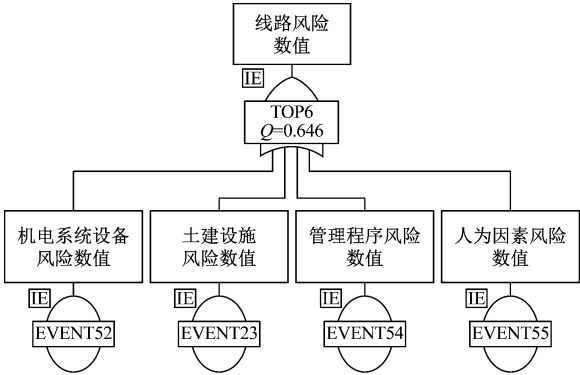 线路风险
数值
IE
TOP6
Q=0.646
机电系统设备
风险数值
土建设施
风险数值
管理程序风险
数值
人为因素风险
数值
IE
IE
IE
IE
EVENT52
EVENT23
EVENT54
EVENT55